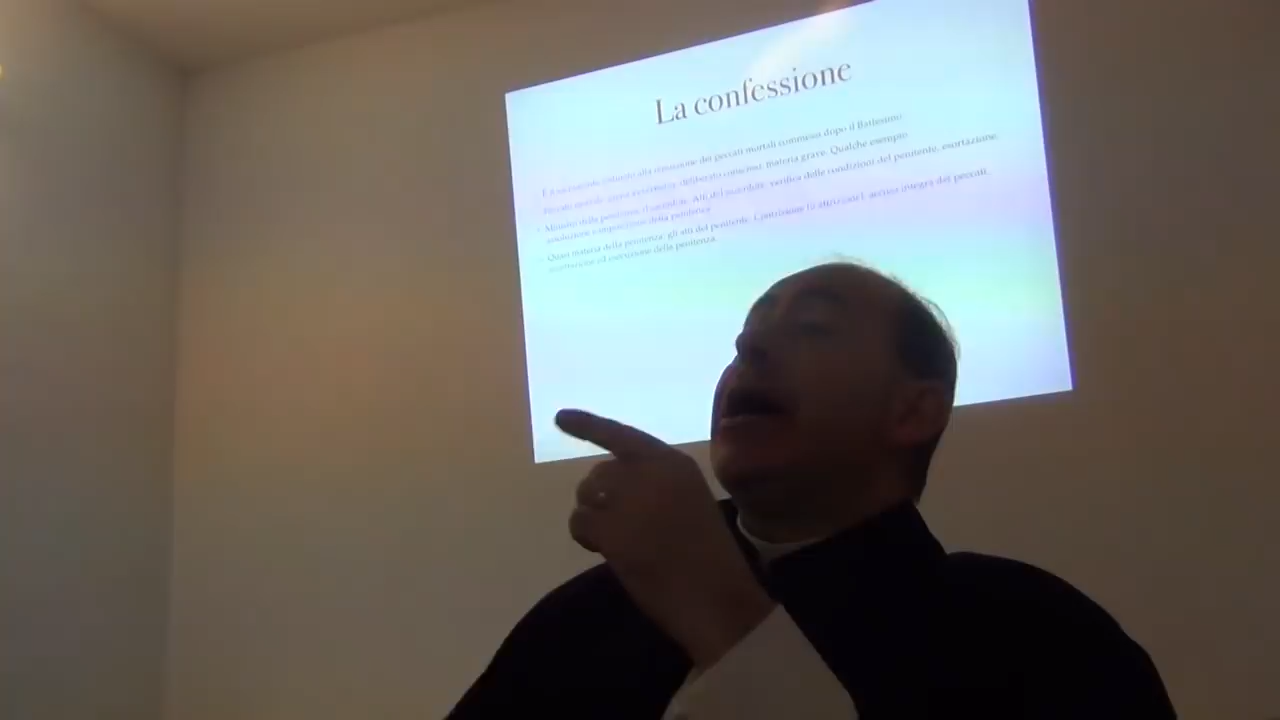 La confessione
È il sacramento istituito alla remissione dei peccati mortali commessi dopo il Battesimo
Peccato mortale: piena avvertenza, deliberato consenso, materia grave. Qualche esempio
Ministro della penitenza: il sacerdote. Atti del sacerdote: verifica delle condizioni del penitente, esortazione,
assoluzione, della penitenza
Quasi materia della penitenza: gli atti del penitente. Contrizione (o attrizione), accusa integra dei peccati,
accettazione ed esecuzione della penitenza.